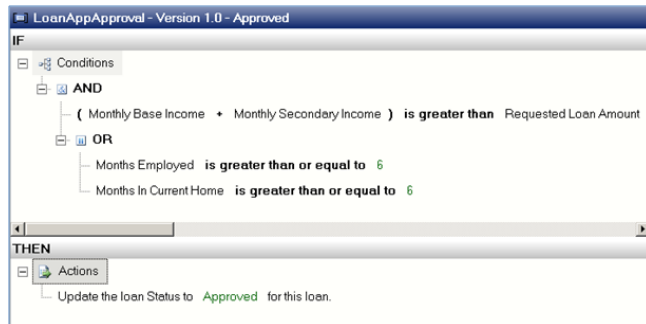 LoanAppApproval - Version 1.0 - Approved
IF
Conditions
AND
( Monthly Base Income + Monthly Secondary Income ) is greater than Requested Loan Amount
OR
Months Employed is greater than or equal to 6
Months In Current Home is greater than or equal to 6
THEN
Actions
Update the loan Status to Approved for this loan.